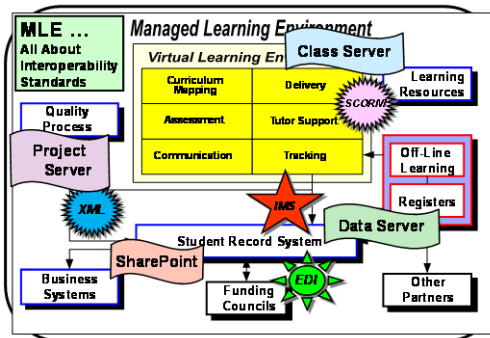 MLE ...
All About
Interoperability
Standards
Managed Learning Environment
Virtual Learning En
Class Server
Curriculum
Mapping
Delivery
Learning
Resources
SCORM
Assessment
Tutor Support
Quality
Process
Communication
Tracking
Project
Server
Off-Line
Learning
Registers
XML
IMS
Data Server
Student Record System
SharePoint
EDI
Business
Systems
Funding
Councils
Other
Partners